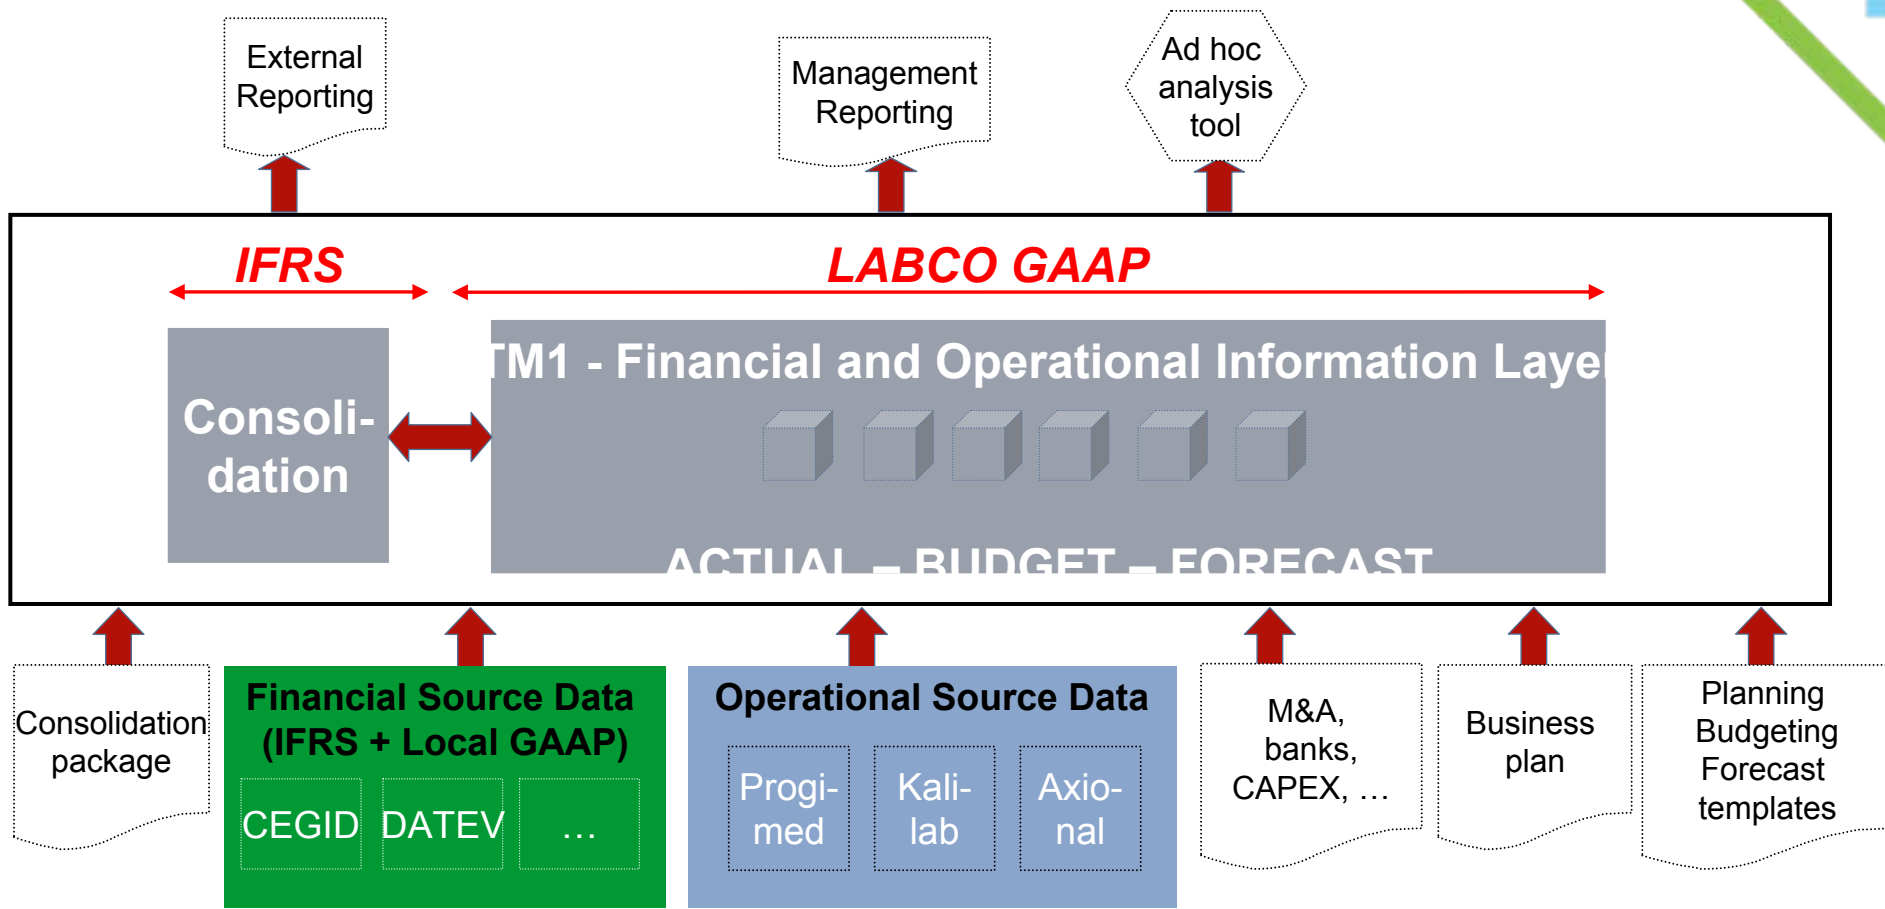 External
Reporting
Management
Reporting
Ad hoc
analysis
tool
IFRS
LABCO GAAP
Consoli-
dation
TM1 - Financial and Operational Information Layer
ACTUAL – BUDGET – FORECAST
Consolidation
package
Financial Source Data
(IFRS + Local GAAP)
CEGID
DATEV
…
Operational Source Data
Progi-
med
Kali-
lab
Axio-
nal
M&A,
banks,
CAPEX, …
Business
plan
Planning
Budgeting
Forecast
templates